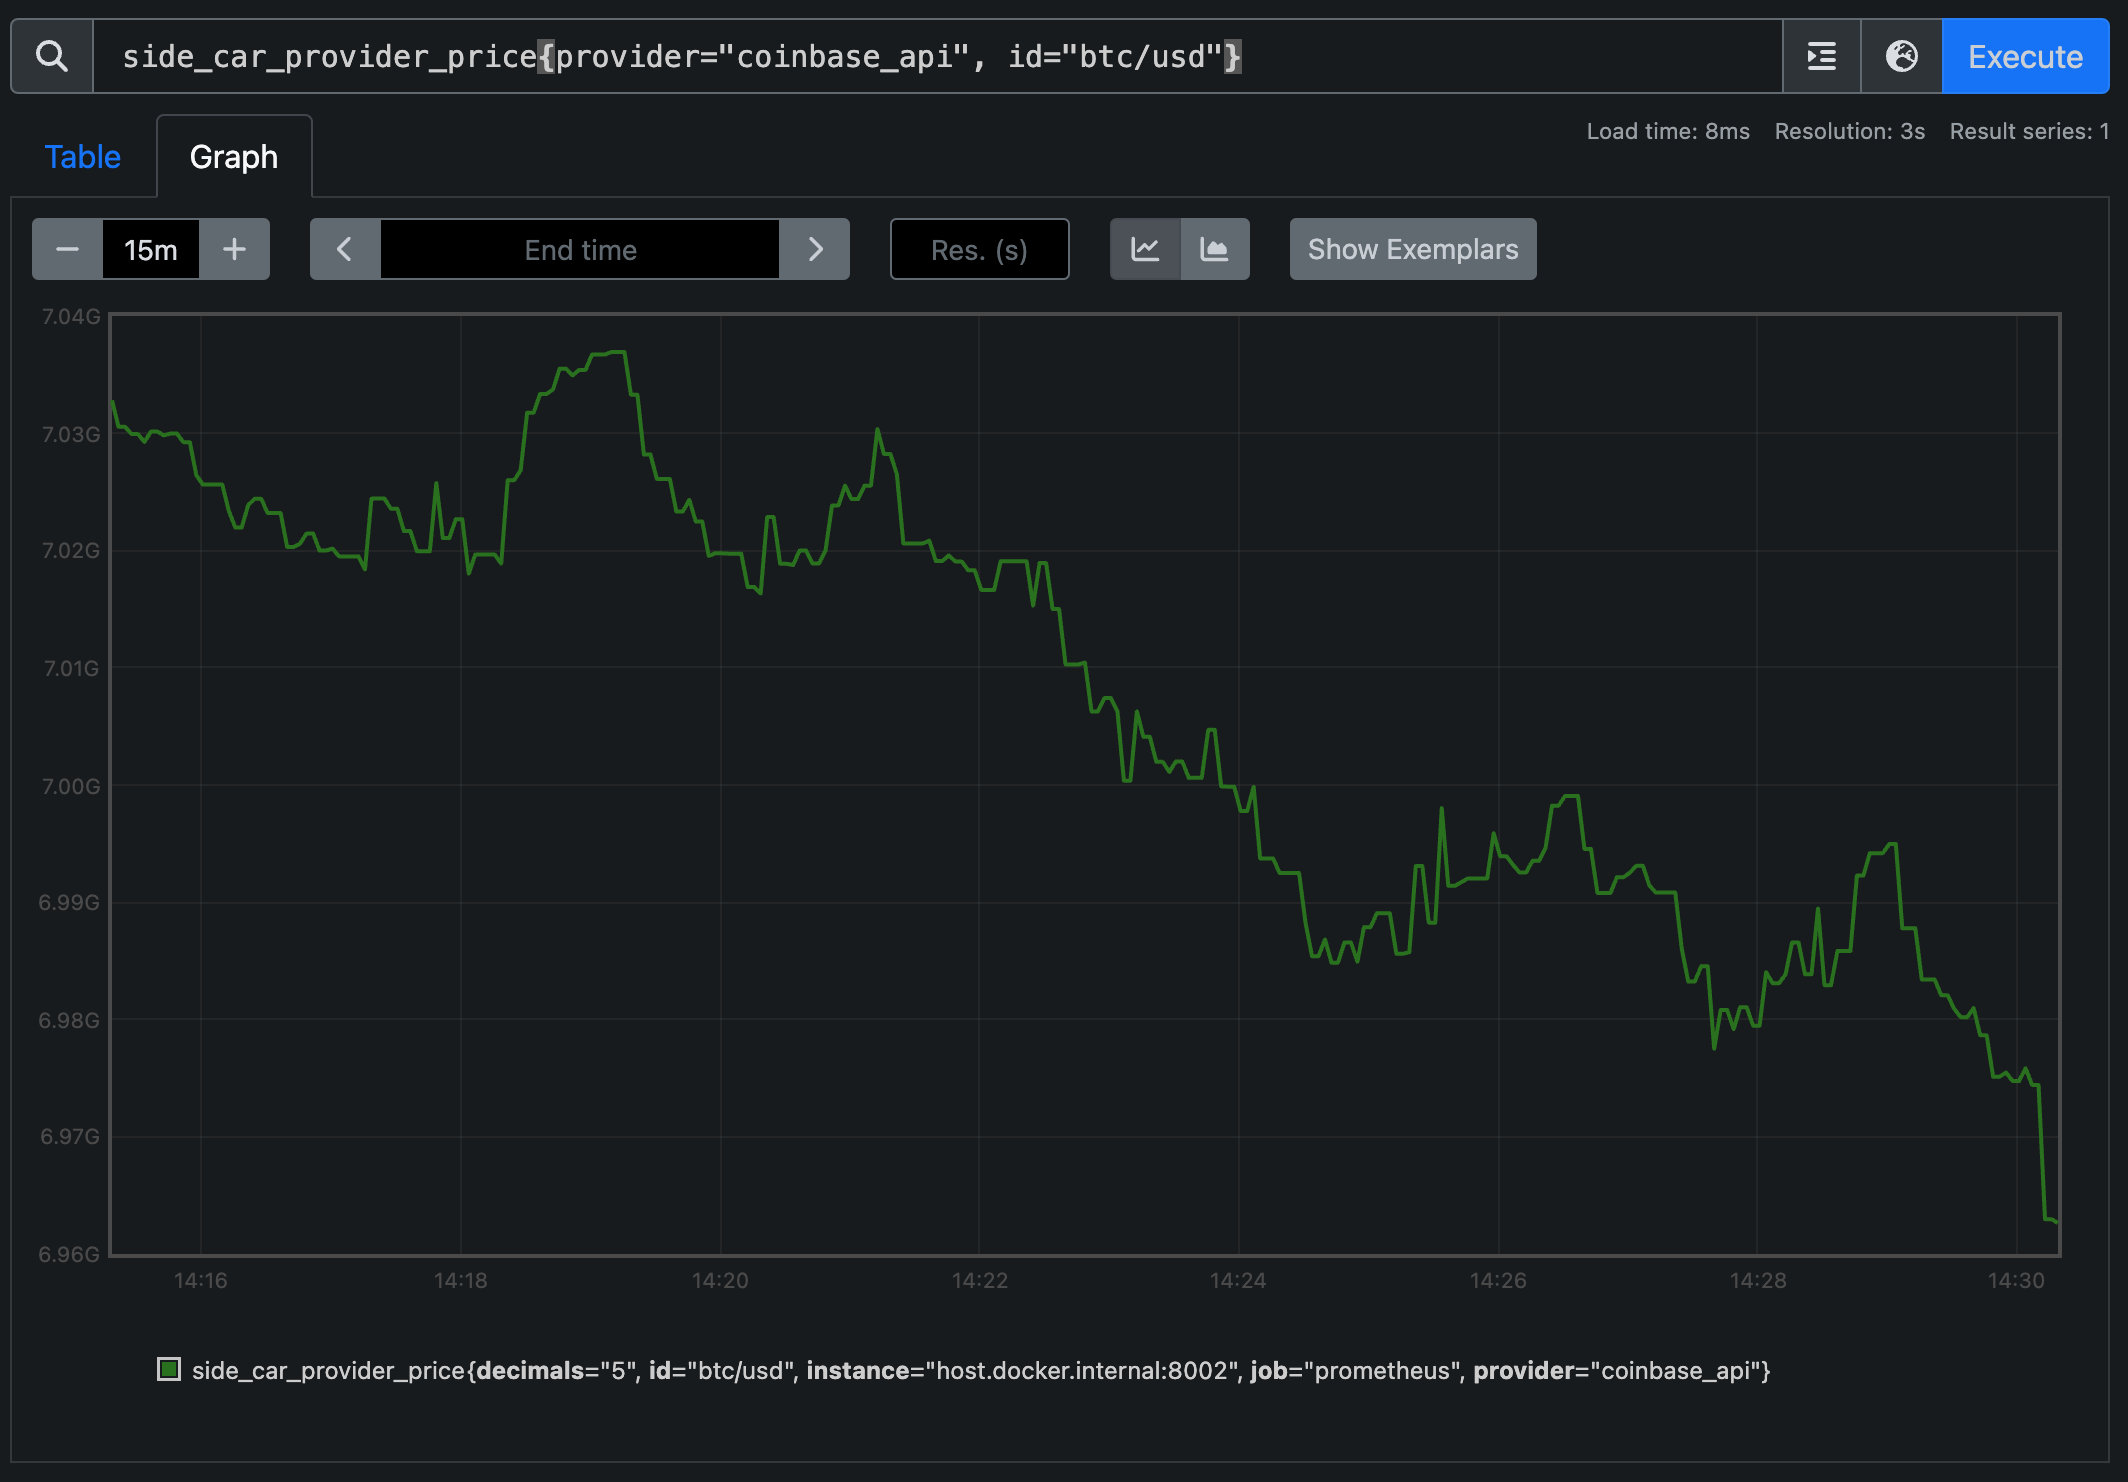 side_car_provider_price{provider="coinbase_api", id="btc/usd"}
Execute
Load time: 8ms Resolution: 3s Result series: 1
Table
Graph
15m
End time
Res. (s)
Show Exemplars
7.04G
7.03G
7.02G
7.01G
7.00G
6.99G
6.98G
6.97G
6.96G
14:16 14:18 14:20 14:22 14:24 14:26 14:28 14:30
side_car_provider_price{decimals="5", id="btc/usd", instance="host.docker.internal:8002", job="prometheus", provider="coinbase_api"}